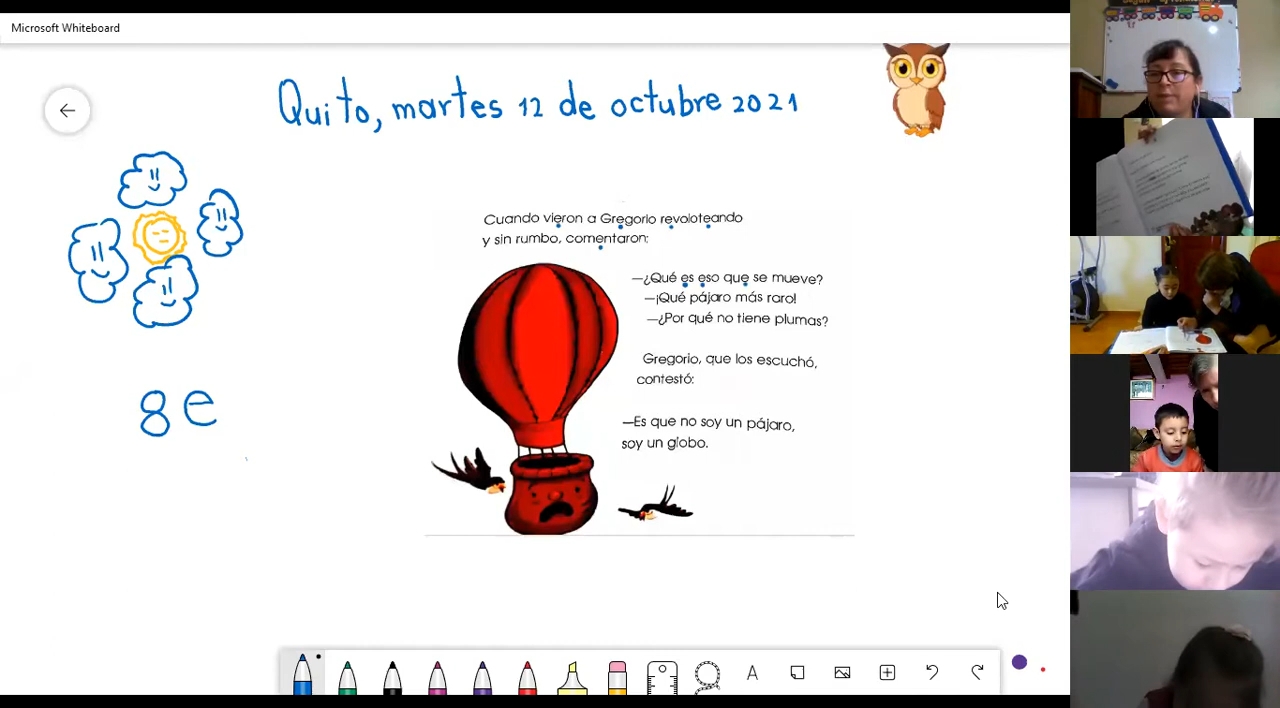 Microsoft Whiteboard
Quito, martes 12 de octubre 2021
Cuando vieron a Gregorio revoloteando
y sin rumbo, comentaron:
—¿Qué es eso que se mueve?
—¡Qué pájaro más raro!
—¿Por qué no tiene plumas?
Gregorio, que los escuchó,
contestó:
—Es que no soy un pájaro,
soy un globo.
8 e
A